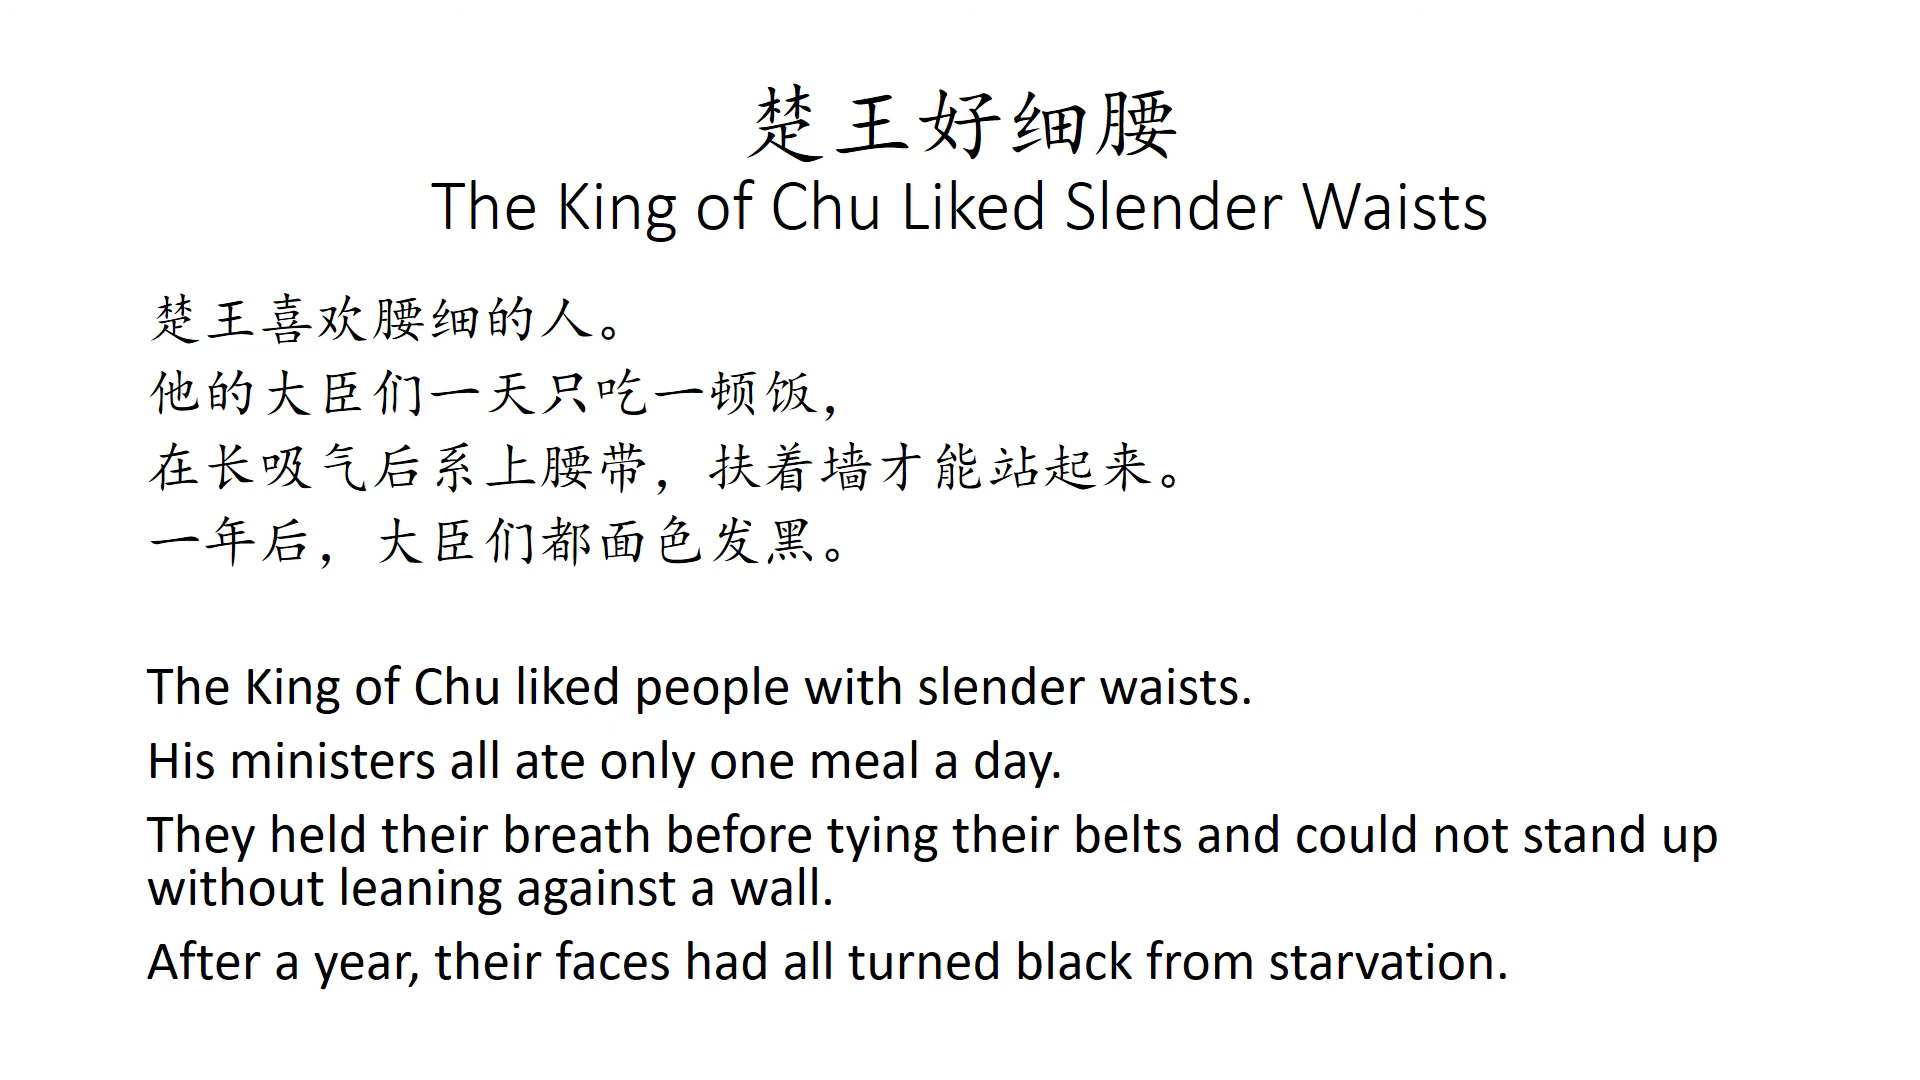 楚王好细腰
The King of Chu Liked Slender Waists
楚王喜欢腰细的人。
他的大臣们一天只吃一顿饭，
在长吸气后系上腰带，扶着墙才能站起来。
一年后，大臣们都面色发黑。
The King of Chu liked people with slender waists.
His ministers all ate only one meal a day.
They held their breath before tying their belts and could not stand up
without leaning against a wall.
After a year, their faces had all turned black from starvation.